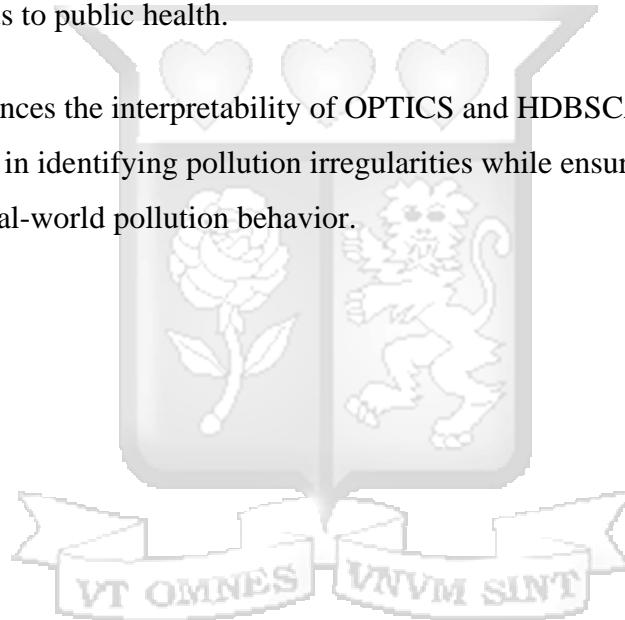 s to public health.
nces the interpretability of OPTICS and HDBSC
in identifying pollution irregularities while ensur
al-world pollution behavior.
VT OMNES VNVM SINT